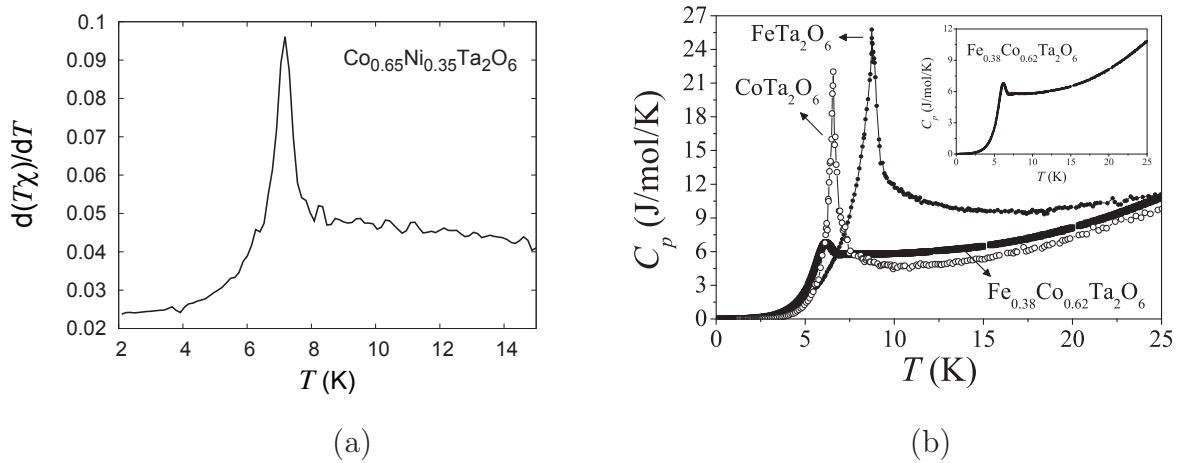 0.1
0.09
0.08
0.07
0.06
0.05
0.04
0.03
0.02
d(Tχ)/dT
Co0.65Ni0.35Ta2O6
2 4 6 8 10 12 14
T (K)
(a)
27
24
21
18
15
12
9
6
3
0
Cp (J/mol/K)
FeTa2O6
CoTa2O6
Fe0.38Co0.62Ta2O6
0 5 10 15 20 25
T (K)
12
9
6
3
0
Cp (J/mol/K)
Fe0.38Co0.62Ta2O6
0 5 10 15 20 25
T (K)
(b)